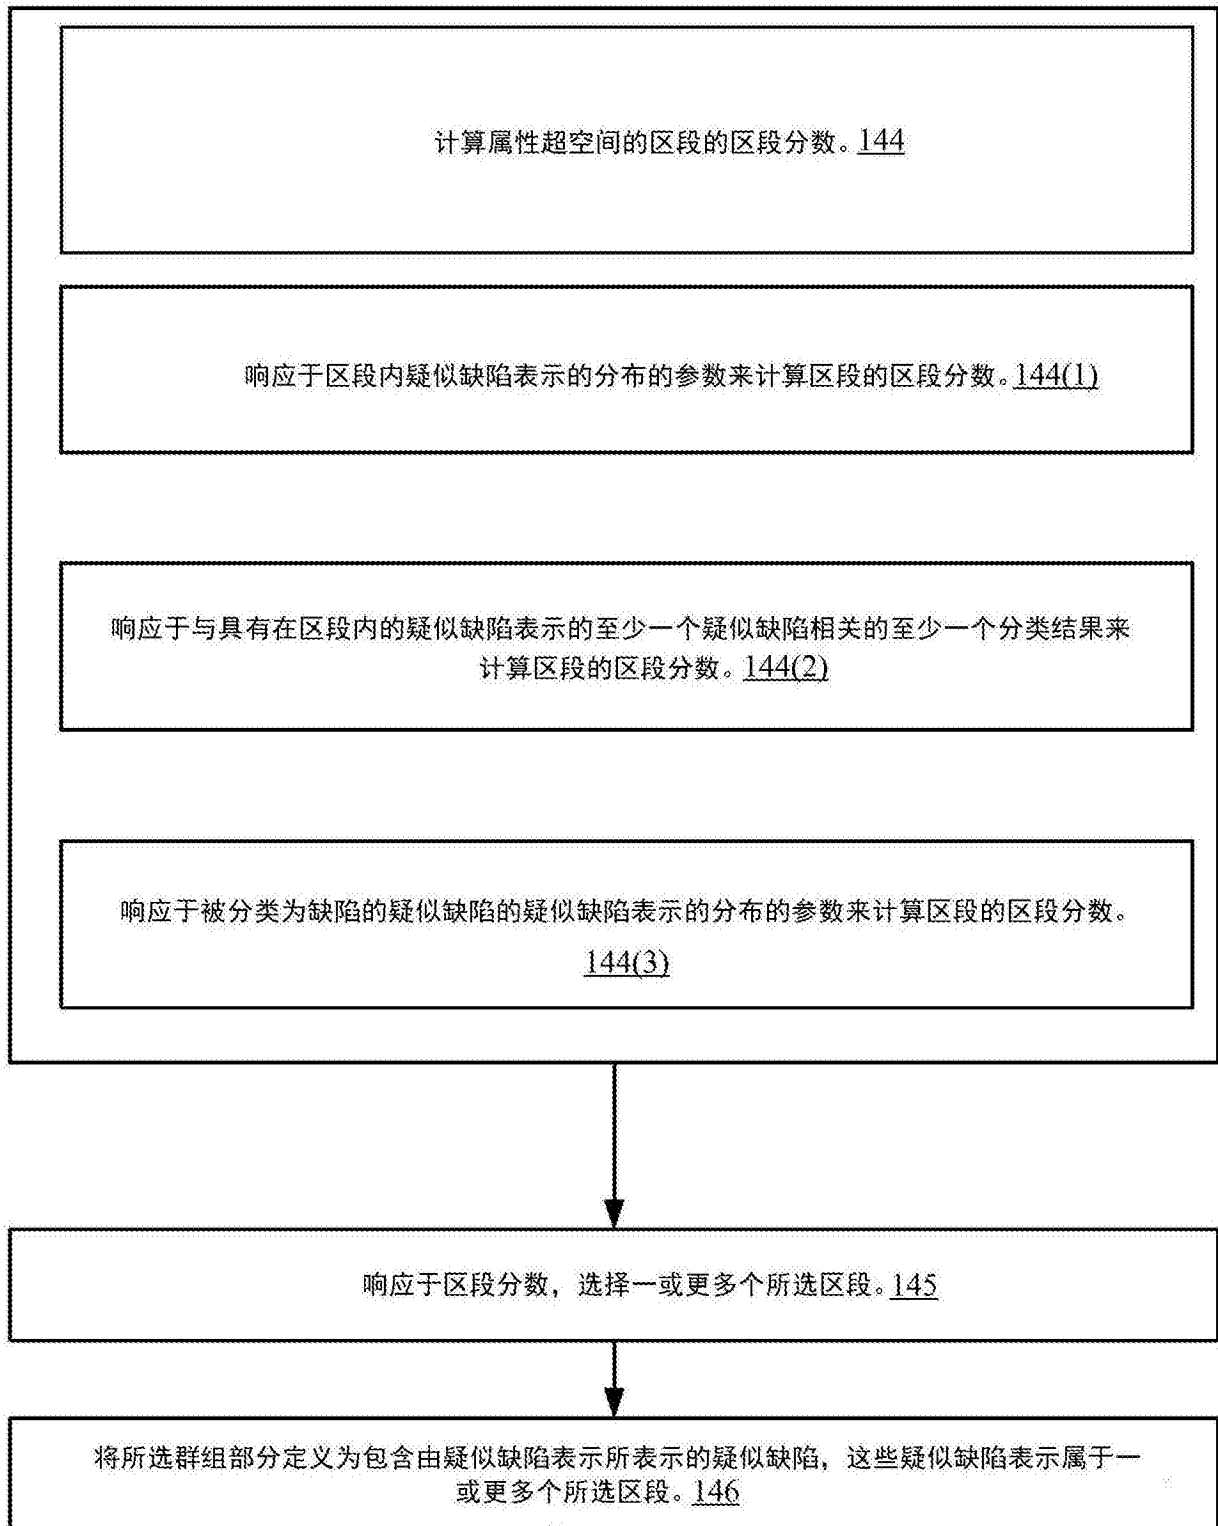 计算属性超空间的区段的区段分数。144
响应于区段内疑似缺陷表示的分布的参数来计算区段的区段分数。144(1)
响应于与具有在区段内的疑似缺陷表示的至少一个疑似缺陷相关的至少一个分类结果来
计算区段的区段分数。144(2)
响应于被分类为缺陷的疑似缺陷的疑似缺陷表示的分布的参数来计算区段的区段分数。
144(3)
响应于区段分数，选择一或更多个所选区段。145
将所选群组部分定义为包含由疑似缺陷表示所表示的疑似缺陷，这些疑似缺陷表示属于一
或更多个所选区段。146